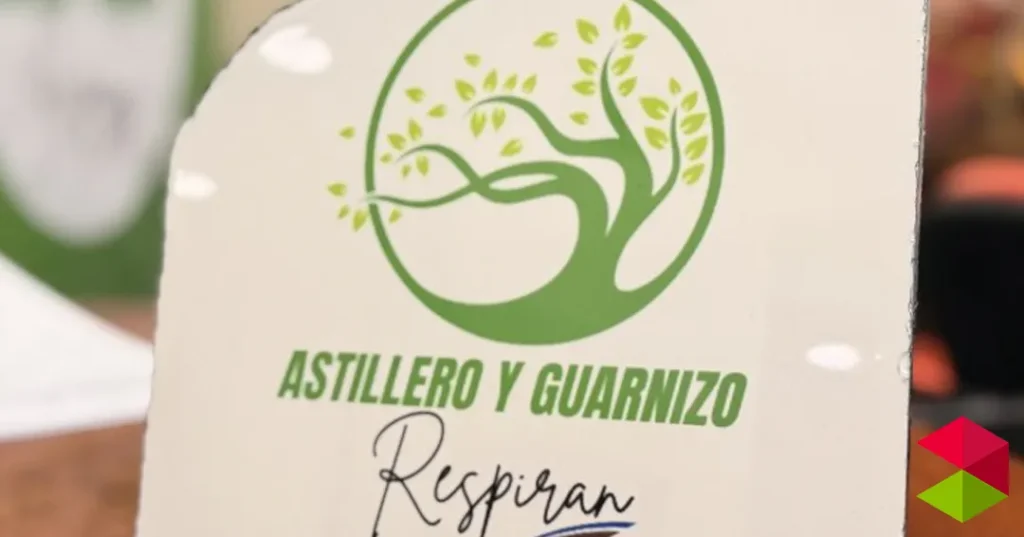 ASTILLERO Y GUARNIZO
Respiran